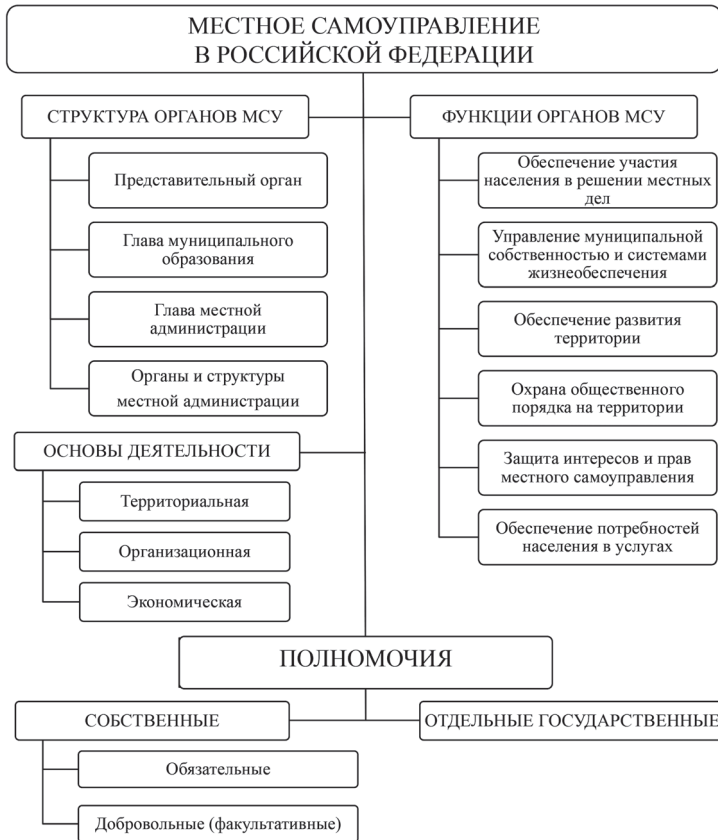 МЕСТНОЕ САМОУПРАВЛЕНИЕ
В РОССИЙСКОЙ ФЕДЕРАЦИИ
СТРУКТУРА ОРГАНОВ МСУ
Представительный орган
Глава муниципального
образования
Глава местной
администрации
Органы и структуры
местной администрации
ОСНОВЫ ДЕЯТЕЛЬНОСТИ
Территориальная
Организационная
Экономическая
ФУНКЦИИ ОРГАНОВ МСУ
Обеспечение участия
населения в решении местных
дел
Управление муниципальной
собственностью и системами
жизнеобеспечения
Обеспечение развития
территории
Охрана общественного
порядка на территории
Защита интересов и прав
местного самоуправления
Обеспечение потребностей
населения в услугах
ПОЛНОМОЧИЯ
СОБСТВЕННЫЕ
Обязательные
Добровольные (факультативные)
ОТДЕЛЬНЫЕ ГОСУДАРСТВЕННЫЕ